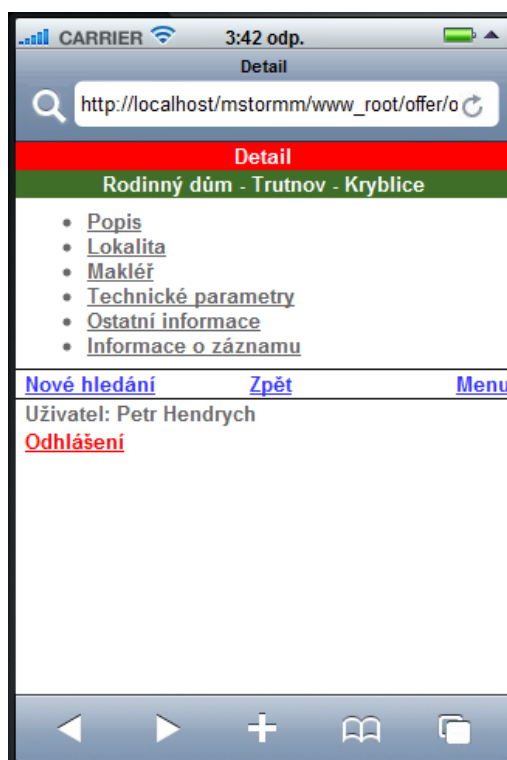 CARRIER 3:42 odp.
Detail
http://localhost/mstormm/www_root/offer/o
Detail
Rodinný dům - Trutnov - Kryblice
Popis
Lokalita
Makléř
Technické parametry
Ostatní informace
Informace o záznamu
Nové hledání Zpět Menu
Uživatel: Petr Hendrych
Odhlášení